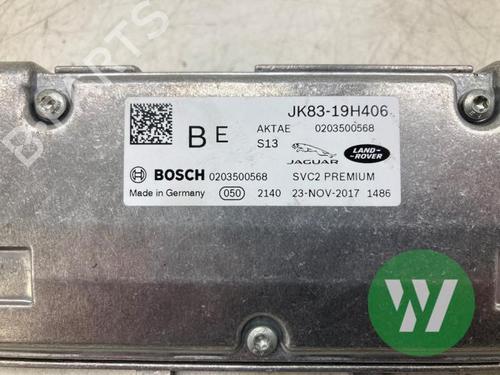 JK83-19H406
B E AKTAE 0203500568
S13 JAGUAR LAND-ROVER
BOSCH 0203500568 SVC2 PREMIUM
Made in Germany 050 2140 23-NOV-2017 1486
W